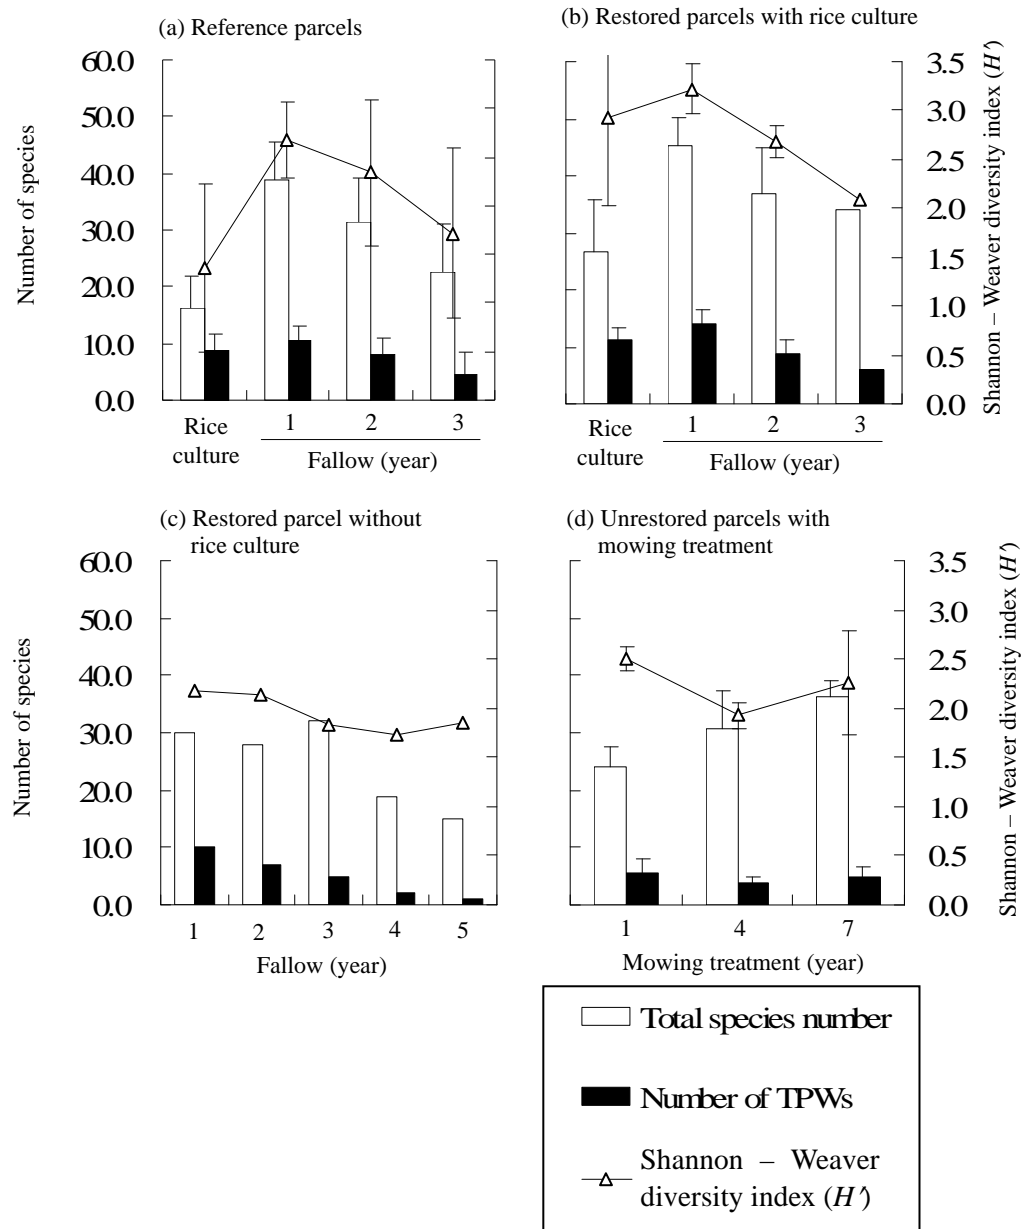 (a) Reference parcels
60.0
50.0
40.0
30.0
20.0
10.0
0.0
Number of species
Rice
culture
1 2 3
Fallow (year)
(b) Restored parcels with rice culture
3.5
3.0
2.5
2.0
1.5
1.0
0.5
0.0
Shannon – Weaver diversity index (H′)
Rice
culture
1 2 3
Fallow (year)
(c) Restored parcel without
rice culture
60.0
50.0
40.0
30.0
20.0
10.0
0.0
Number of species
1 2 3 4 5
Fallow (year)
(d) Unrestored parcels with
mowing treatment
3.5
3.0
2.5
2.0
1.5
1.0
0.5
0.0
Shannon – Weaver diversity index (H′)
1 4 7
Mowing treatment (year)
Total species number
Number of TPWs
Shannon – Weaver
diversity index (H′)